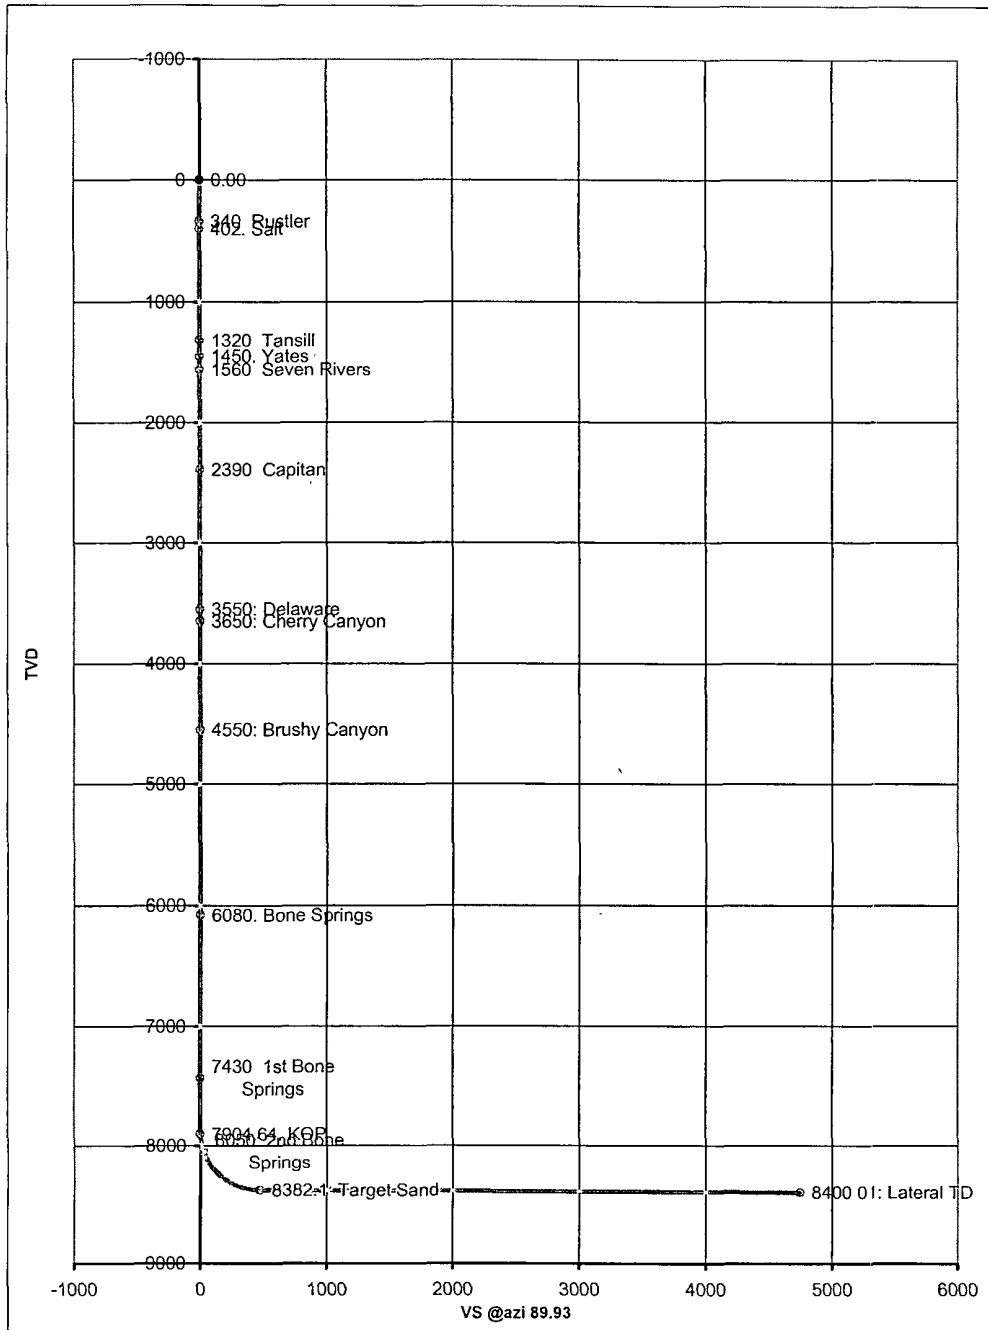 -1000
0 0.00
340 Rustler
402. Salt
1000
1320 Tansill
1450. Yates
1560 Seven Rivers
2000
2390 Capitan
3000
3550: Delaware
3650: Cherry Canyon
TVD
4000
4550: Brushy Canyon
5000
6000
6080. Bone Springs
7000
7430 1st Bone
Springs
7904.64, KOP
8050 2nd Bone
8000
Springs
8382.1: Target Sand
8400 01: Lateral TD
9000
-1000 0 1000 2000 3000 4000 5000 6000
VS @azi 89.93